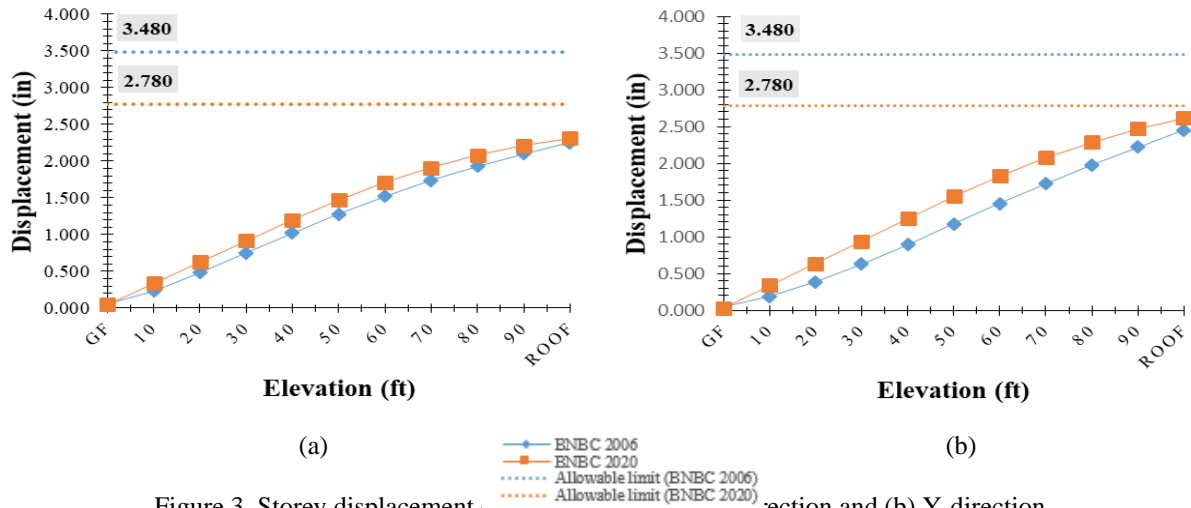 4.000
3.500
3.000
2.500
2.000
1.500
1.000
0.500
0.000
Displacement (in)
3.480
2.780
GF 10 20 30 40 50 60 70 80 90 ROOF
Elevation (ft)
(a)
4.000
3.500
3.000
2.500
2.000
1.500
1.000
0.500
0.000
Displacement (in)
3.480
2.780
GF 10 20 30 40 50 60 70 80 90 ROOF
Elevation (ft)
(b)
BNBC 2006
BNBC 2020
Allowable limit (BNBC 2006)
Allowable limit (BNBC 2020)
Figure 3. Storey displacement rection and (b) Y-direction